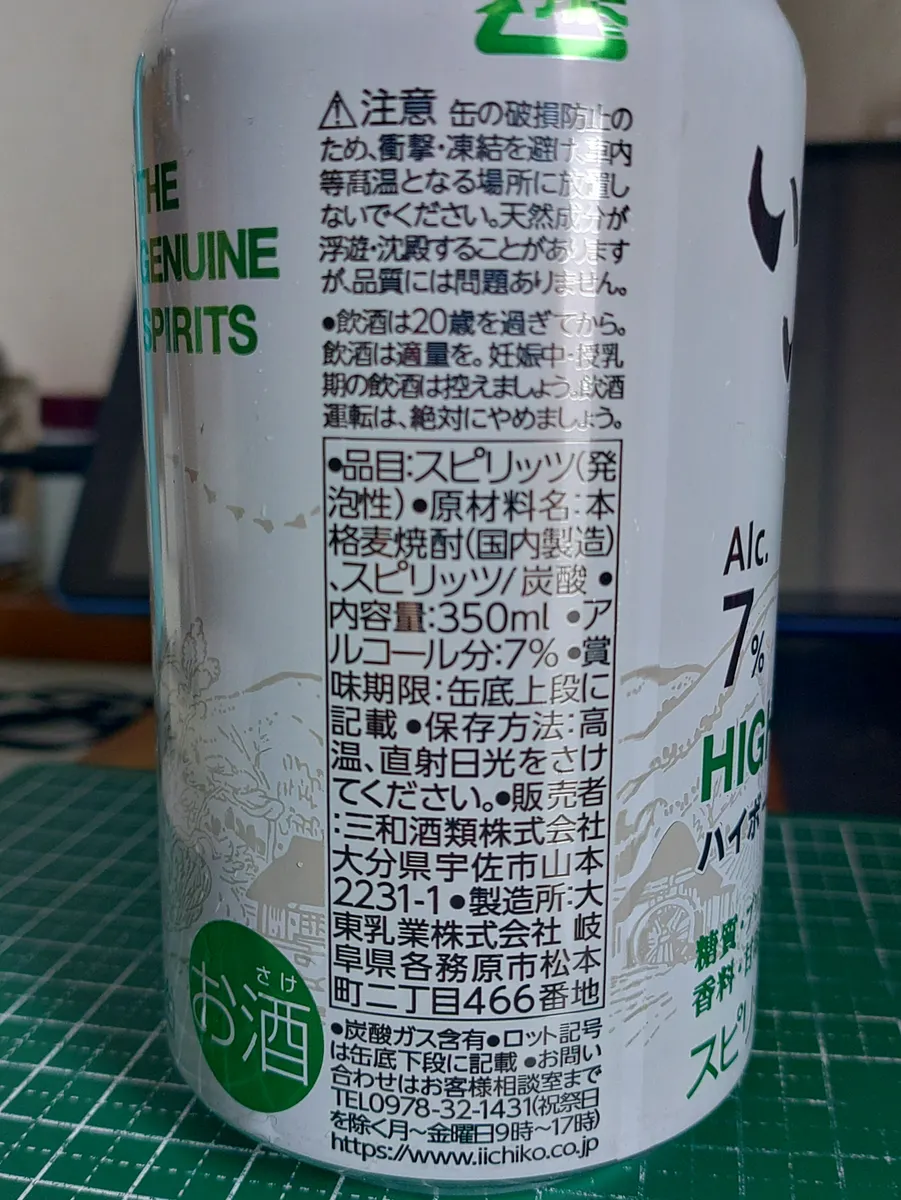 THE
GENUINE
SPIRITS
⚠注意 缶の破損防止の
ため、衝撃・凍結を避け、車内
等高温となる場所に放置し
ないでください。天然成分が
浮遊・沈殿することがあります
が、品質には問題ありません。
●飲酒は20歳を過ぎてから。
飲酒は適量を。妊娠中・授乳
期の飲酒は控えましょう。飲酒
運転は、絶対にやめましょう。
●品目:スピリッツ(発
泡性)●原材料名:本
格麦焼酎(国内製造)
、スピリッツ/炭酸●
内容量:350ml ●ア
ルコール分:7% ●賞
味期限:缶底上段に
記載●保存方法:高
温、直射日光をさけ
てください。●販売者
:三和酒類株式会社
大分県宇佐市山本
2231-1●製造所:大
東乳業株式会社 岐
阜県各務原市松本
町二丁目466番地
●炭酸ガス含有●ロット記号
は缶底下段に記載 ●お問い
合わせはお客様相談室まで
TEL0978-32-1431(祝祭日
を除く月〜金曜日9時〜17時)
https://www.iichiko.co.jp
さけ
お酒
い
Alc.
7%
HIG
ハイボ
糖質・プ
香料・甘
スピリ